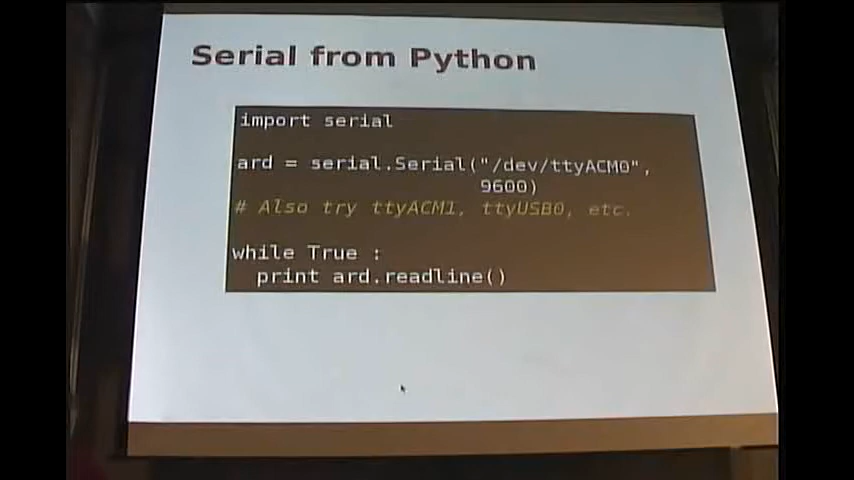 Serial from Python
import serial
ard = serial.Serial("/dev/ttyACM0",
9600)
# Also try ttyACM1, ttyUSB0, etc.
while True :
print ard.readline()